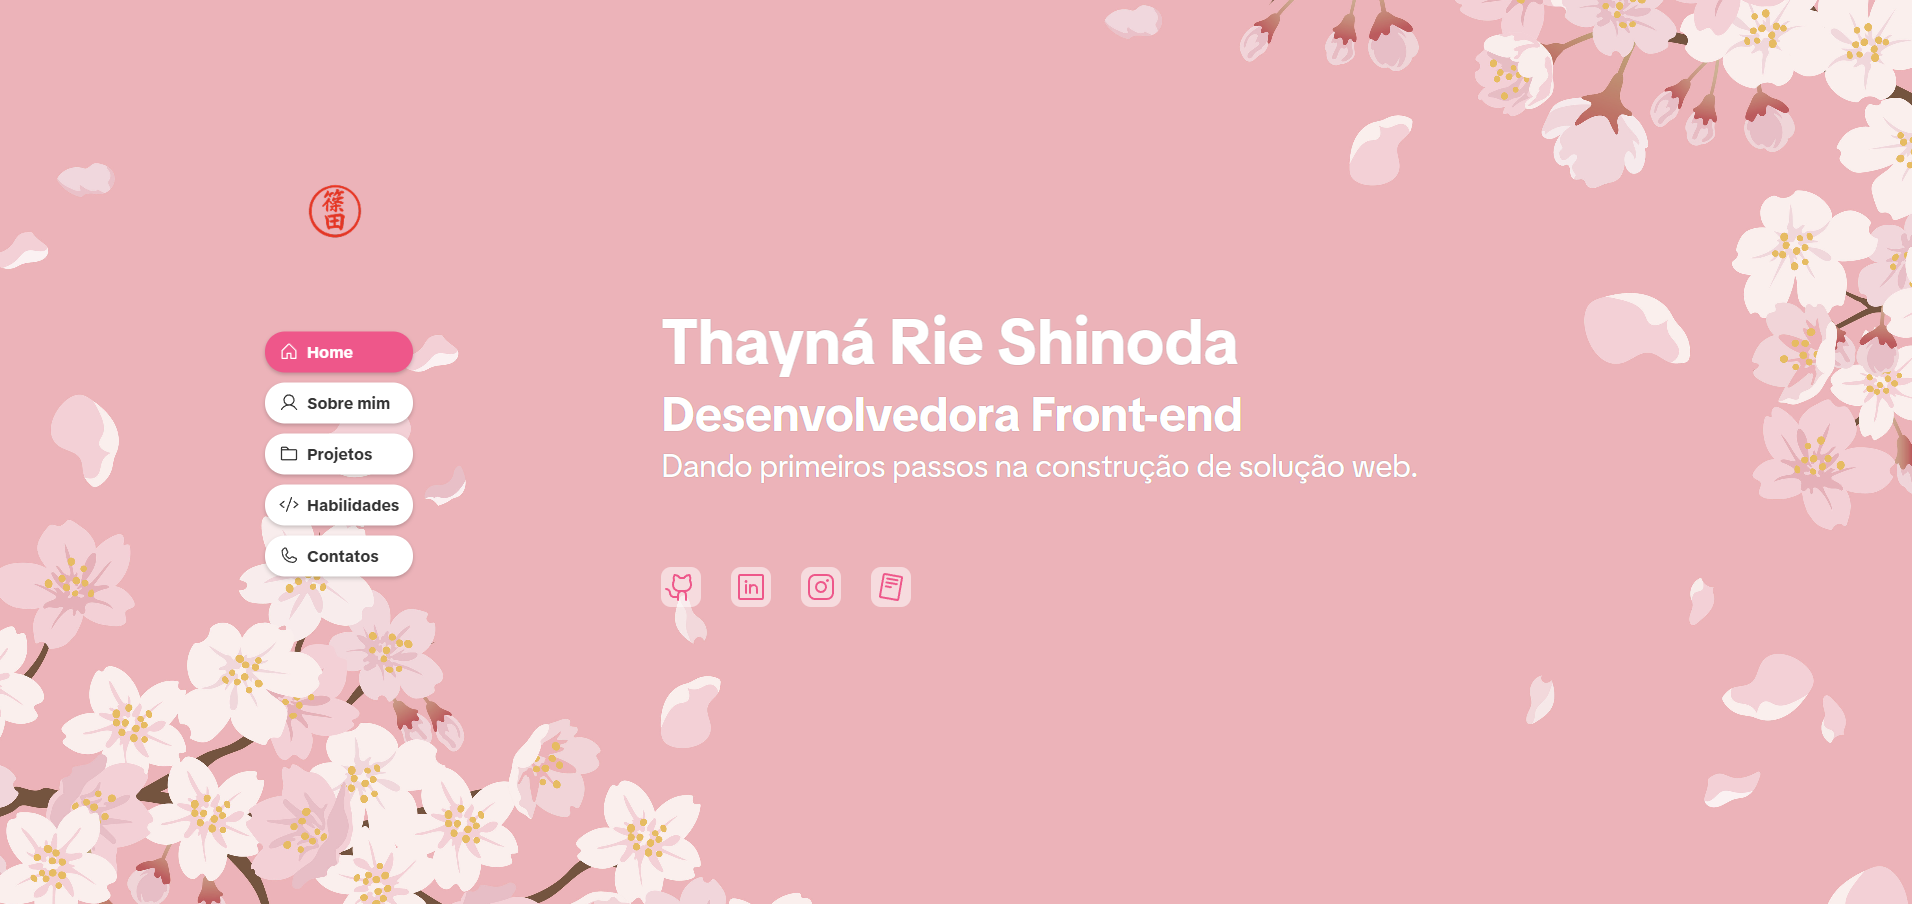 篠
田
Home
Sobre mim
Projetos
Habilidades
Contatos
Thayná Rie Shinoda
Desenvolvedora Front-end
Dando primeiros passos na construção de solução web.
in